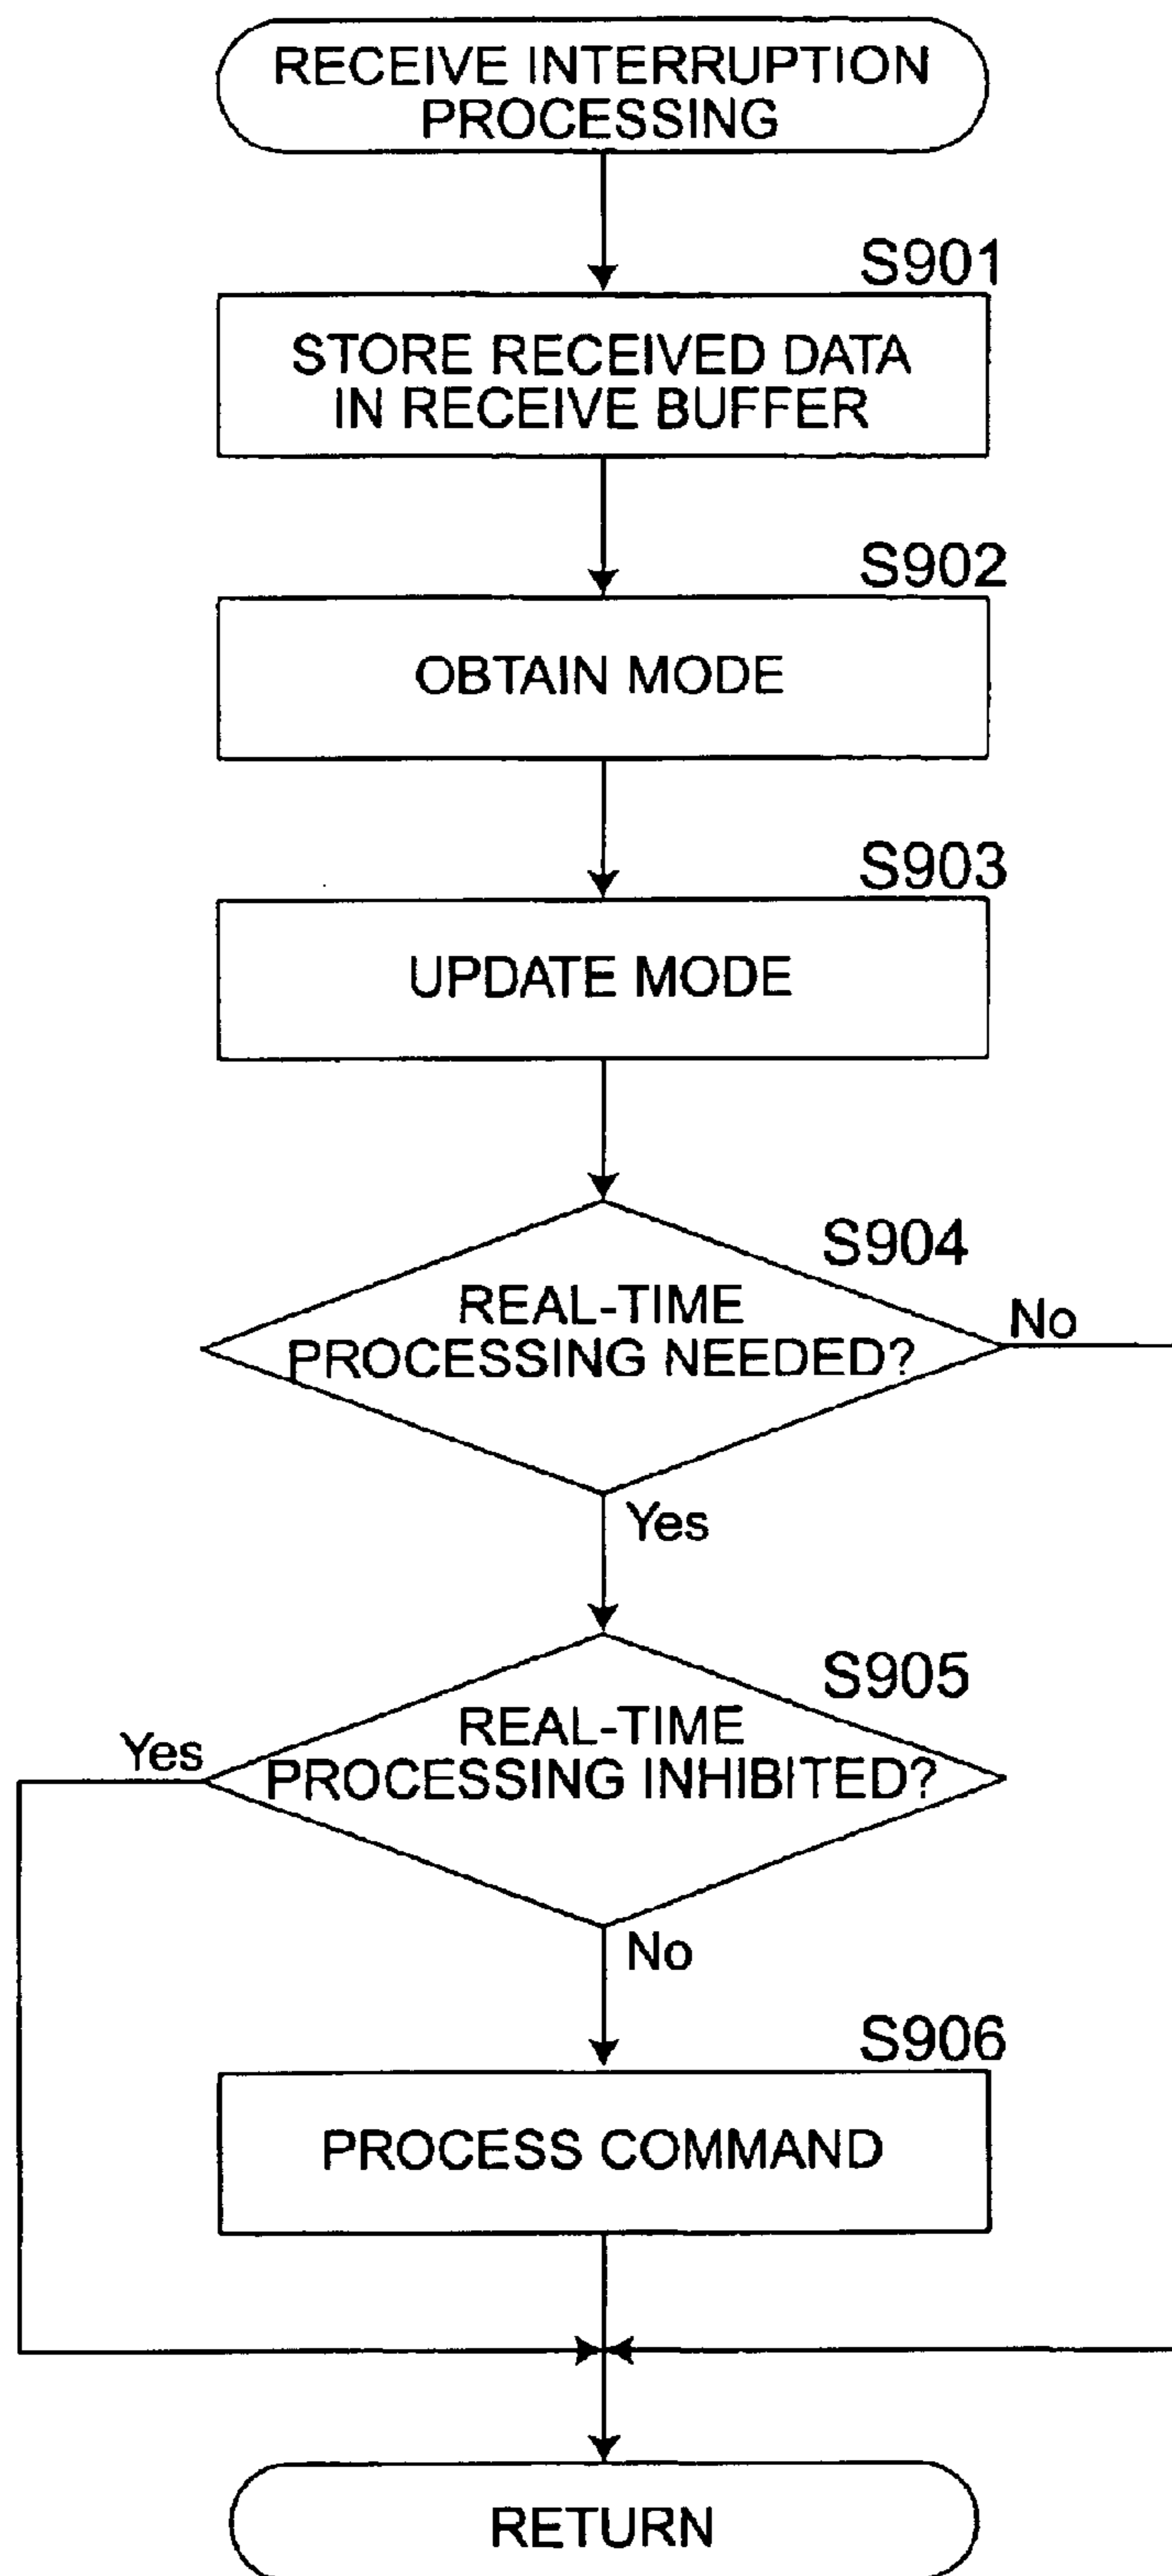 RECEIVE INTERRUPTION
PROCESSING
S901
STORE RECEIVED DATA
IN RECEIVE BUFFER
S902
OBTAIN MODE
S903
UPDATE MODE
S904
REAL-TIME
PROCESSING NEEDED?
No
Yes
S905
REAL-TIME
PROCESSING INHIBITED?
Yes
No
S906
PROCESS COMMAND
RETURN